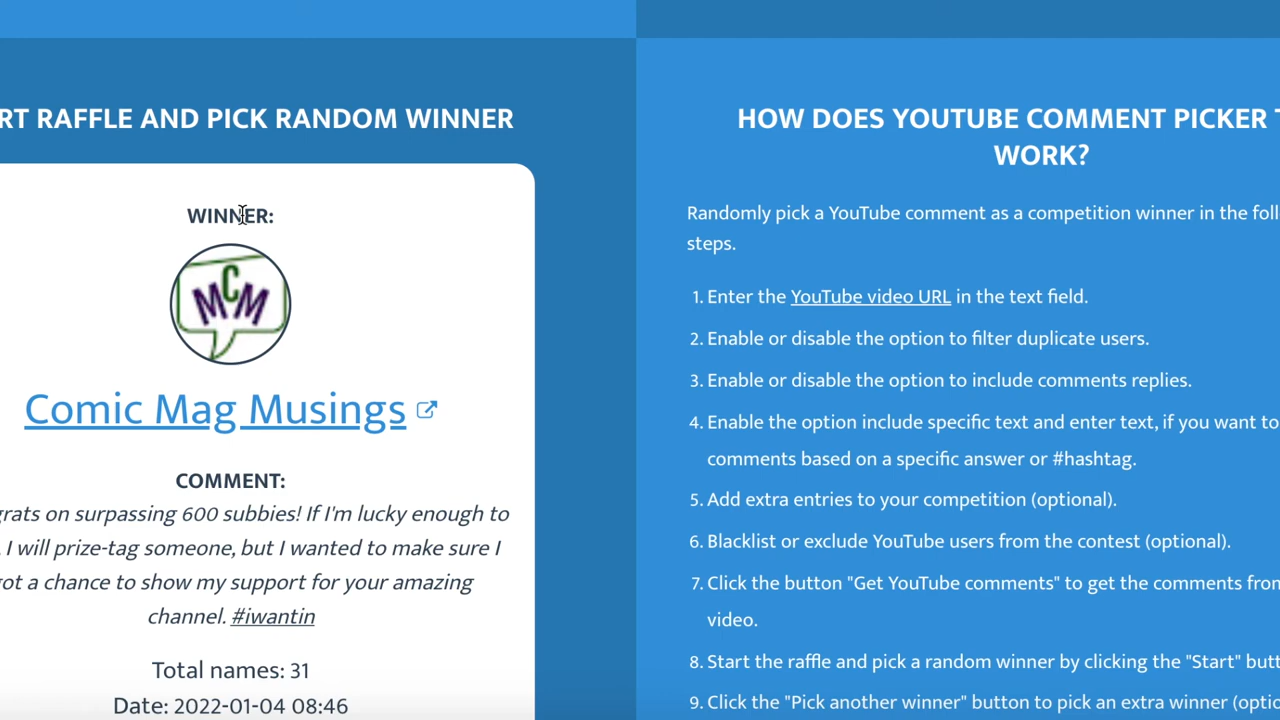 RT RAFFLE AND PICK RANDOM WINNER
WINNER:
MCM
Comic Mag Musings
COMMENT:
grats on surpassing 600 subbies! If I'm lucky enough to
I will prize-tag someone, but I wanted to make sure I
got a chance to show my support for your amazing
channel. #iwantin
Total names: 31
Date: 2022-01-04 08:46
HOW DOES YOUTUBE COMMENT PICKER T
WORK?
Randomly pick a YouTube comment as a competition winner in the foll
steps.
1. Enter the YouTube video URL in the text field.
2. Enable or disable the option to filter duplicate users.
3. Enable or disable the option to include comments replies.
4. Enable the option include specific text and enter text, if you want to
comments based on a specific answer or #hashtag.
5. Add extra entries to your competition (optional).
6. Blacklist or exclude YouTube users from the contest (optional).
7. Click the button "Get YouTube comments" to get the comments from
video.
8. Start the raffle and pick a random winner by clicking the "Start" butt
9. Click the "Pick another winner" button to pick an extra winner (optio